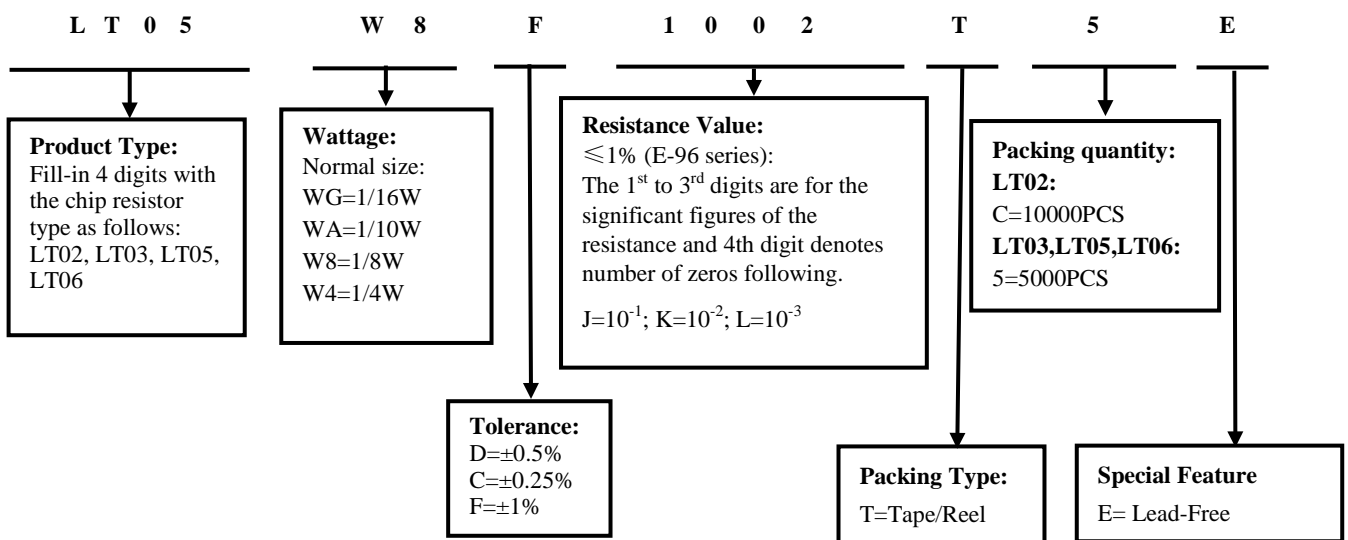 L T 0 5 W 8 F 1 0 0 2 T 5 E
Product Type:
Fill-in 4 digits with
the chip resistor
type as follows:
LT02, LT03, LT05,
LT06
Wattage:
Normal size:
WG=1/16W
WA=1/10W
W8=1/8W
W4=1/4W
Tolerance:
D=±0.5%
C=±0.25%
F=±1%
Resistance Value:
≦1% (E-96 series):
The 1st to 3rd digits are for the
significant figures of the
resistance and 4th digit denotes
number of zeros following.
J=10-1; K=10-2; L=10-3
Packing Type:
T=Tape/Reel
Packing quantity:
LT02:
C=10000PCS
LT03,LT05,LT06:
5=5000PCS
Special Feature
E= Lead-Free